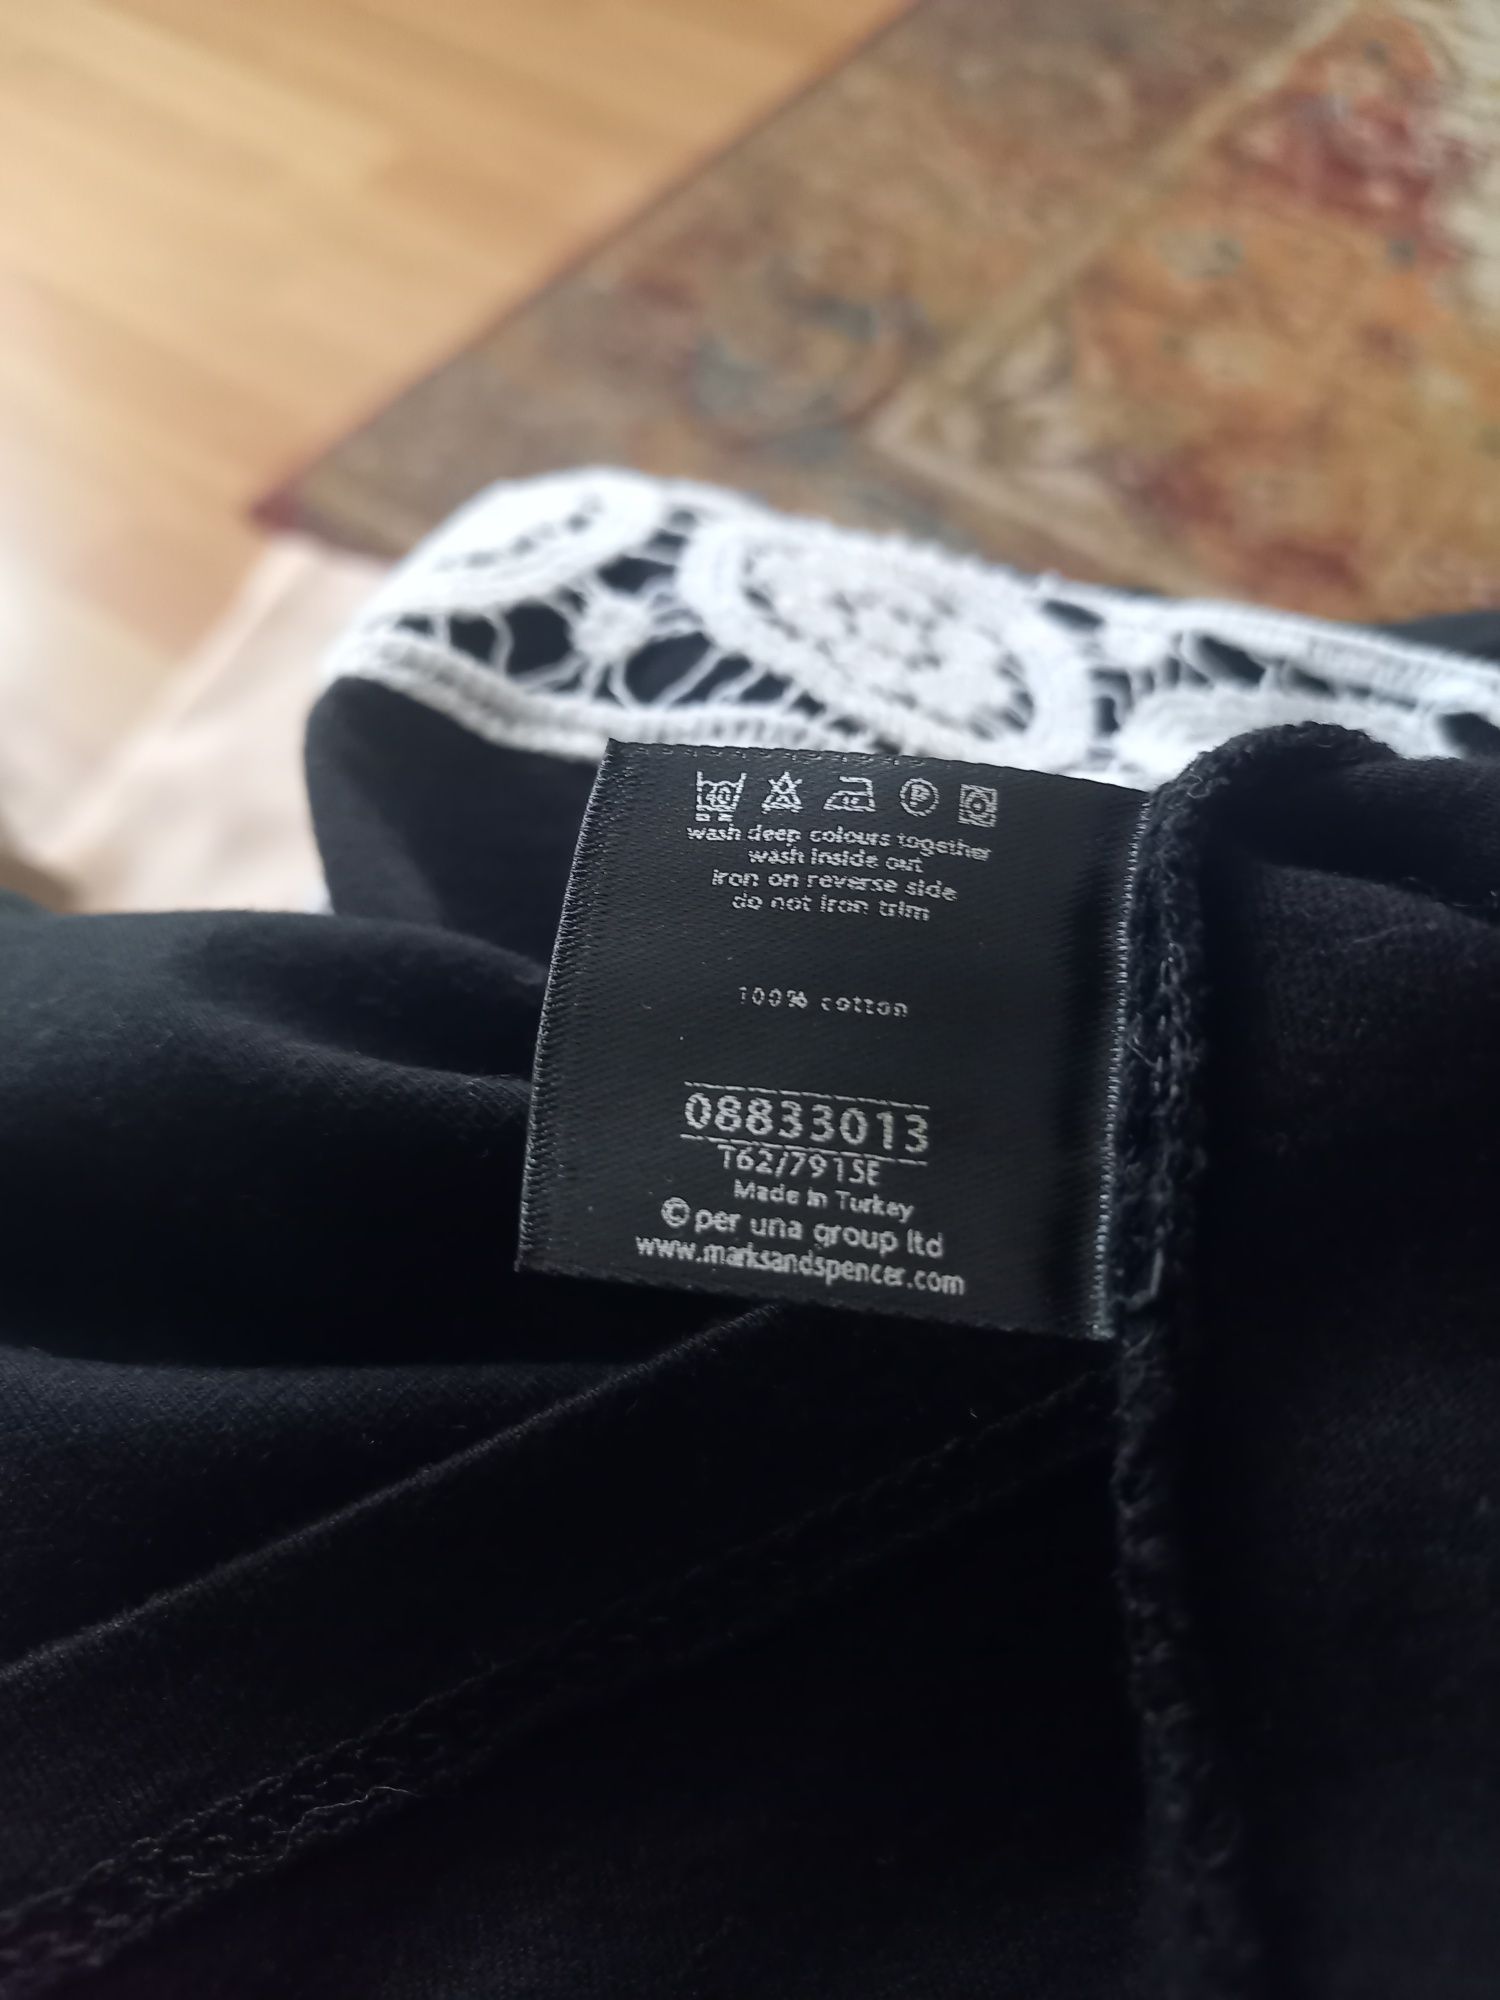 40 P
wash deep colours together
wash inside out
iron on reverse side
do not iron trim
100% cotton
08833013
T62/7915E
Made in Turkey
© per una group ltd
www.marksandspencer.com